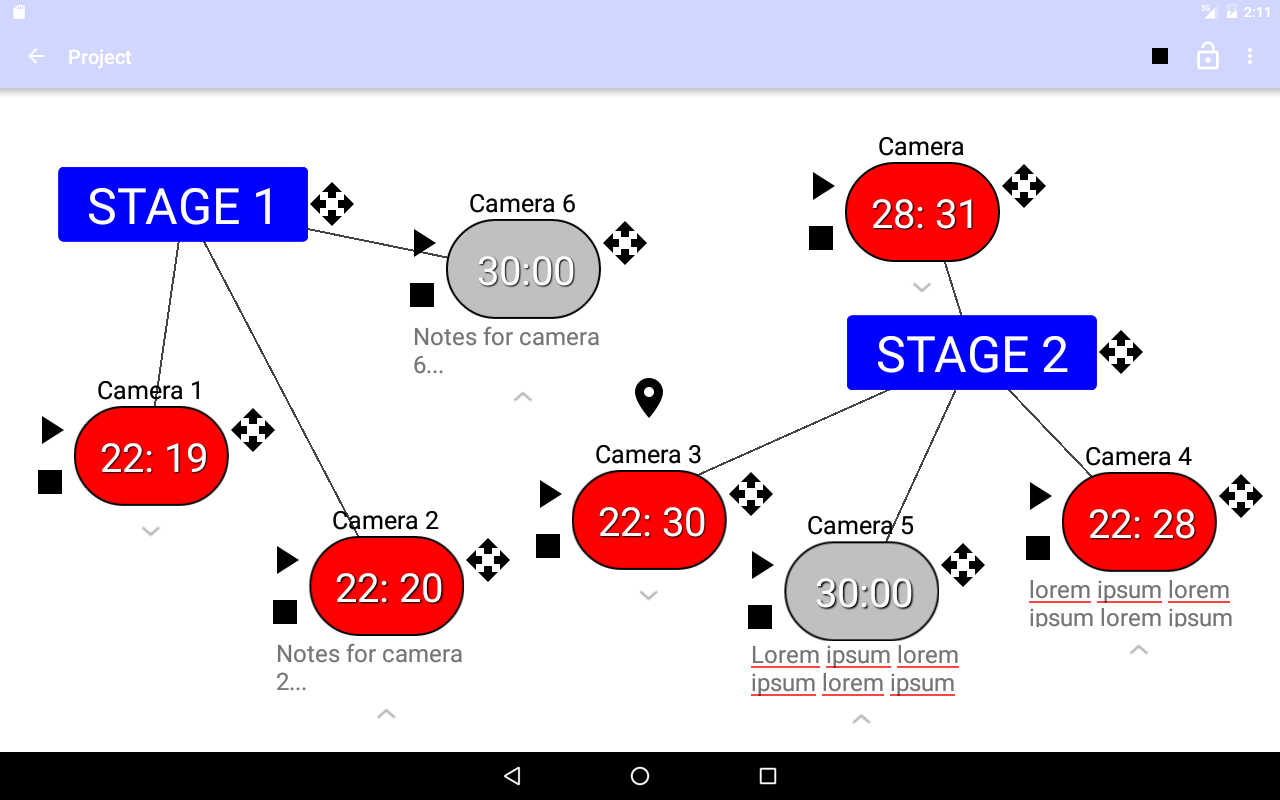 3G 2:11
Project
Camera
28: 31
STAGE 1
Camera 6
30:00
Notes for camera
6...
STAGE 2
Camera 1
22: 19
Camera 3
22: 30
Camera 4
22: 28
lorem ipsum lorem
ipsum lorem ipsum
Camera 2
22: 20
Notes for camera
2...
Camera 5
30:00
Lorem ipsum lorem
ipsum lorem ipsum